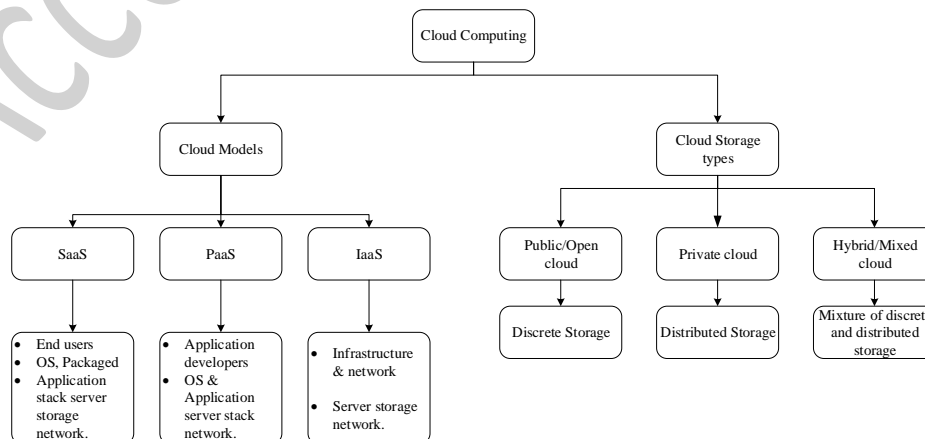 Cloud Computing
Cloud Models
Cloud Storage
types
SaaS
PaaS
IaaS
Public/Open
cloud
Private cloud
Hybrid/Mixed
cloud
• End users
• OS, Packaged
• Application
stack server
storage
network.
• Application
developers
• OS &
Application
server stack
network.
• Infrastructure
& network
• Server storage
network.
Discrete Storage
Distributed Storage
Mixture of discret
and distributed
storage